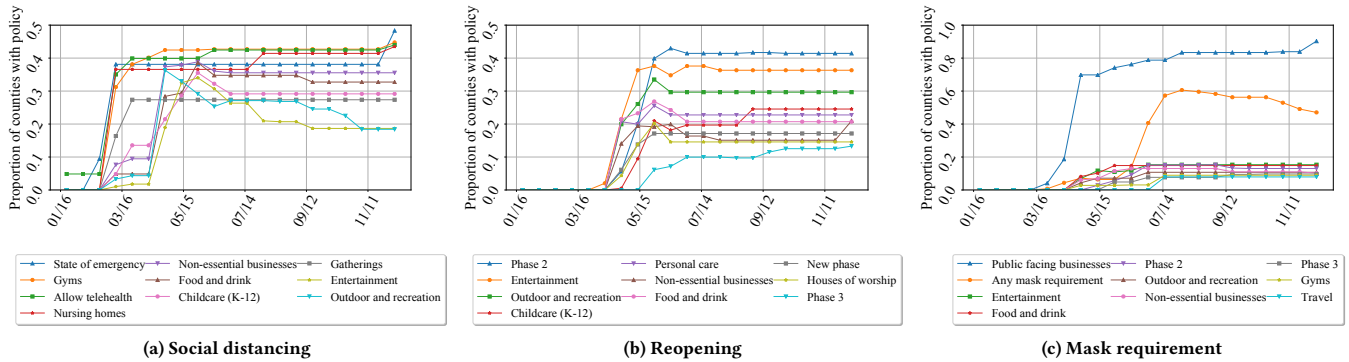 Proportion of counties with policy
0.5
0.4
0.3
0.2
0.1
0.0
01/16
03/16
05/15
07/14
09/12
11/11
State of emergency
Gyms
Allow telehealth
Nursing homes
Non-essential businesses
Food and drink
Childcare (K-12)
Gatherings
Entertainment
Outdoor and recreation
(a) Social distancing
Proportion of counties with policy
0.5
0.4
0.3
0.2
0.1
0.0
01/16
03/16
05/15
07/14
09/12
11/11
Phase 2
Entertainment
Outdoor and recreation
Childcare (K-12)
Personal care
Non-essential businesses
Food and drink
New phase
Houses of worship
Phase 3
(b) Reopening
Proportion of counties with policy
1.0
0.8
0.6
0.4
0.2
0.0
01/16
03/16
05/15
07/14
09/12
11/11
Public facing businesses
Any mask requirement
Entertainment
Food and drink
Phase 2
Outdoor and recreation
Non-essential businesses
Phase 3
Gyms
Travel
(c) Mask requirement